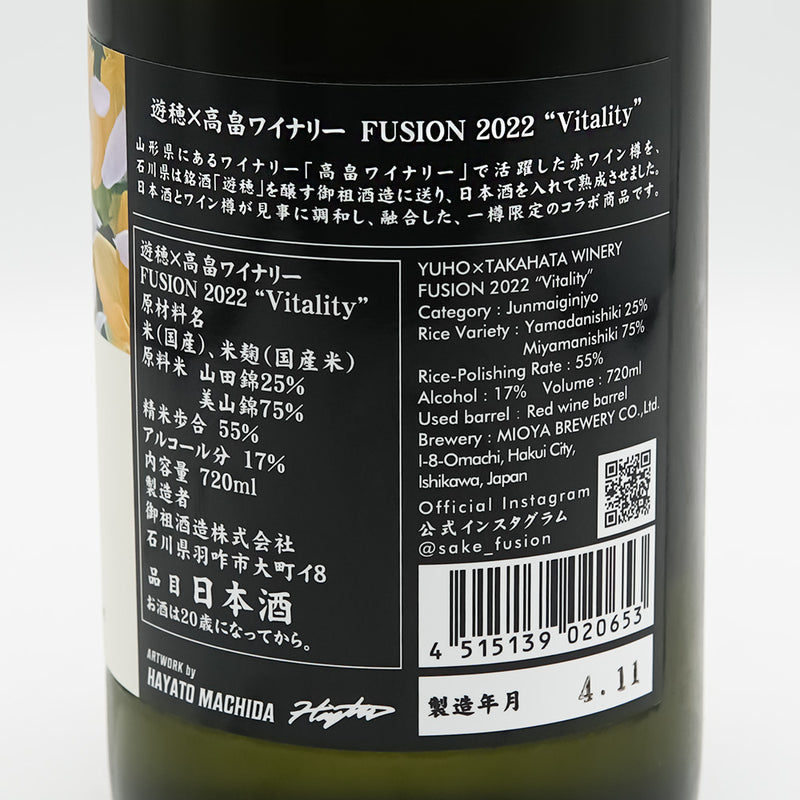 遊穂×高畠ワイナリー FUSION 2022 “Vitality”
山形県にあるワイナリー「高畠ワイナリー」で活躍した赤ワイン樽を、
石川県は銘酒「遊穂」を醸す御祖酒造に送り、日本酒を入れて熟成させました。
日本酒とワイン樽が見事に調和し、融合した、一樽限定のコラボ商品です。
遊穂×高畠ワイナリー
FUSION 2022 “Vitality”
原材料名
米(国産)、米麹(国産米)
原料米 山田錦25%
美山錦75%
精米歩合 55%
アルコール分 17%
内容量 720ml
製造者
御祖酒造株式会社
石川県羽咋市大町イ8
品目 日本酒
お酒は20歳になってから。
ARTWORK by
HAYATO MACHIDA
YUHO×TAKAHATA WINERY
FUSION 2022 “Vitality”
Category : Junmaiginjyo
Rice Variety : Yamadanishiki 25%
Miyamanishiki 75%
Rice-Polishing Rate : 55%
Alcohol : 17% Volume : 720ml
Used barrel : Red wine barrel
Brewery : MIOYA BREWERY CO.,Ltd.
I-8-Omachi, Hakui City,
Ishikawa, Japan
Official Instagram
公式インスタグラム
@sake_fusion
4 515139 020653
製造年月 4.11